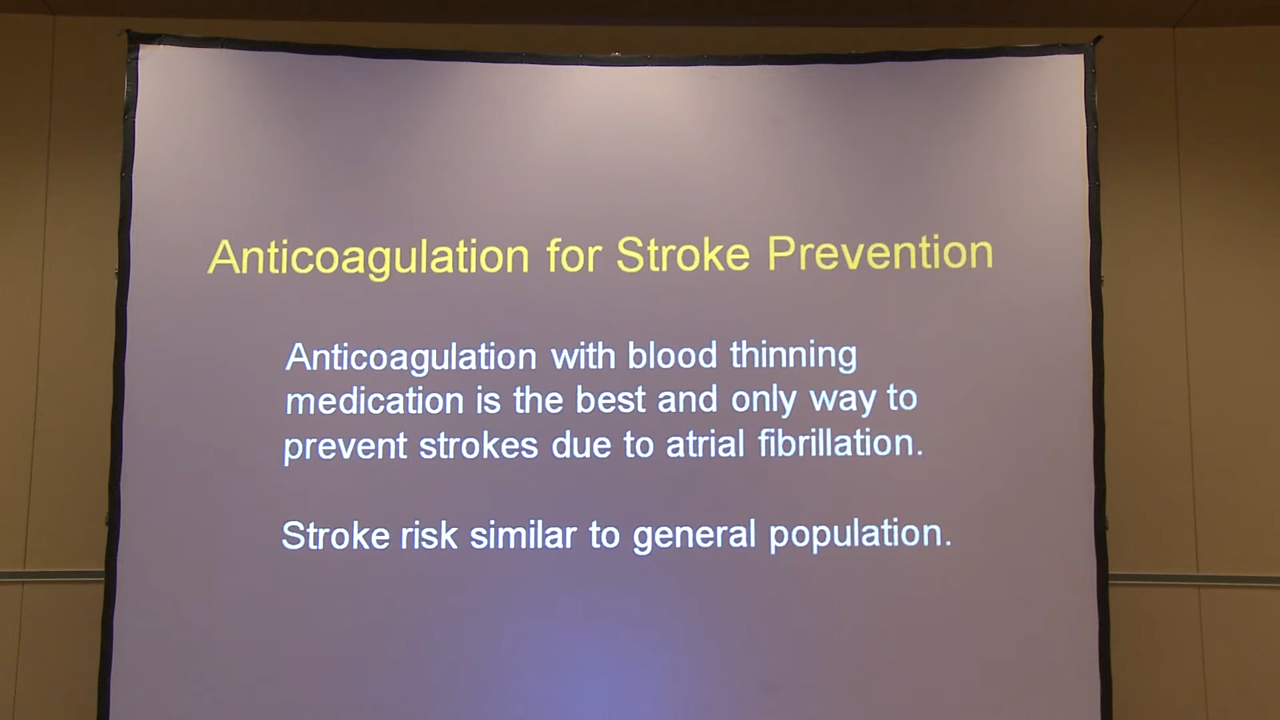 Anticoagulation for Stroke Prevention
Anticoagulation with blood thinning
medication is the best and only way to
prevent strokes due to atrial fibrillation.
Stroke risk similar to general population.